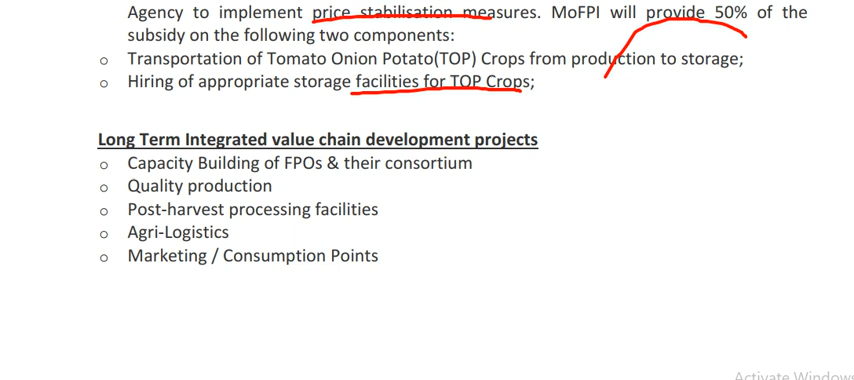 Agency to implement price stabilisation measures. MoFPI will provide 50% of the
subsidy on the following two components:
o Transportation of Tomato Onion Potato(TOP) Crops from production to storage;
o Hiring of appropriate storage facilities for TOP Crops;
Long Term Integrated value chain development projects
o Capacity Building of FPOs & their consortium
o Quality production
o Post-harvest processing facilities
o Agri-Logistics
o Marketing / Consumption Points
Activate Windows